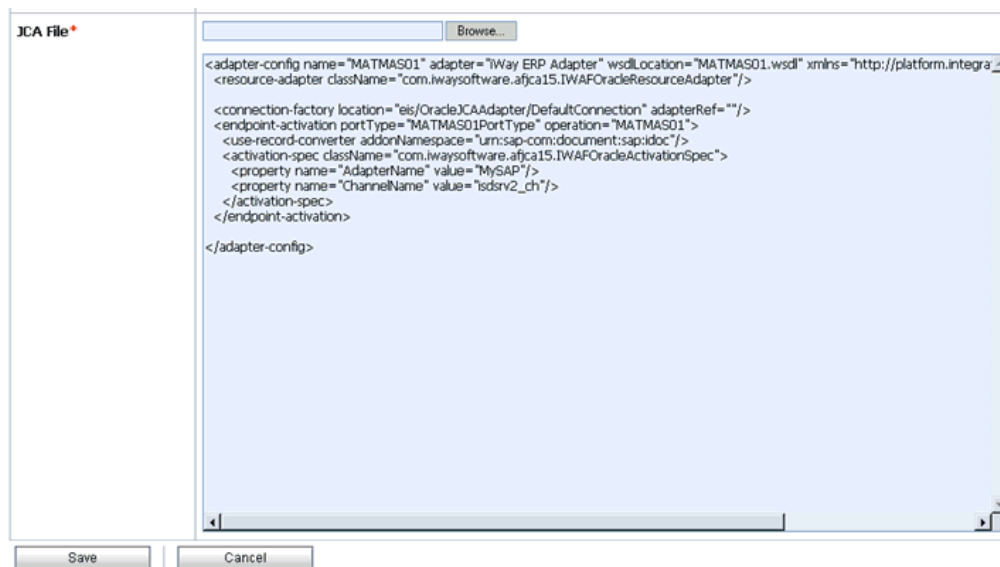 JCA File*
Browse...
<adapter-config name="MATMAS01" adapter="iWay ERP Adapter" wsdlLocation="MATMAS01.wsdl" xmlns="http://platform.integra
<resource-adapter className="com.iwaysoftware.afjca15.IWAFOracleResourceAdapter"/>
<connection-factory location="eis/OracleJCAAdapter/DefaultConnection" adapterRef=""/>
<endpoint-activation portType="MATMAS01PortType" operation="MATMAS01">
<use-record-converter addonNamespace="urn:sap-com:document:sap:idoc"/>
<activation-spec className="com.iwaysoftware.afjca15.IWAFOracleActivationSpec">
<property name="AdapterName" value="MySAP"/>
<property name="ChannelName" value="isdsrv2_ch"/>
</activation-spec>
</endpoint-activation>
</adapter-config>
Save Cancel